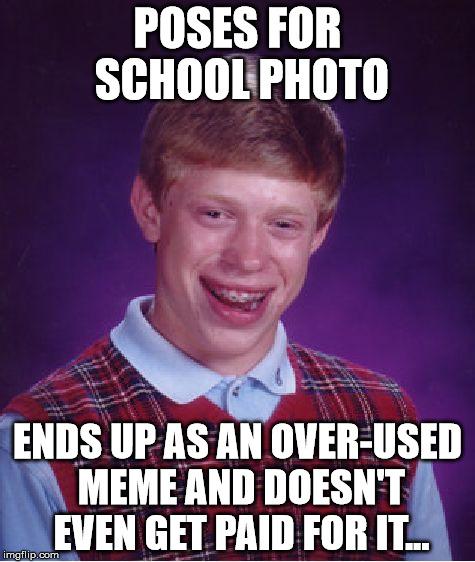 POSES FOR
SCHOOL PHOTO
ENDS UP AS AN OVER-USED
MEME AND DOESN'T
EVEN GET PAID FOR IT...
imgflip.com